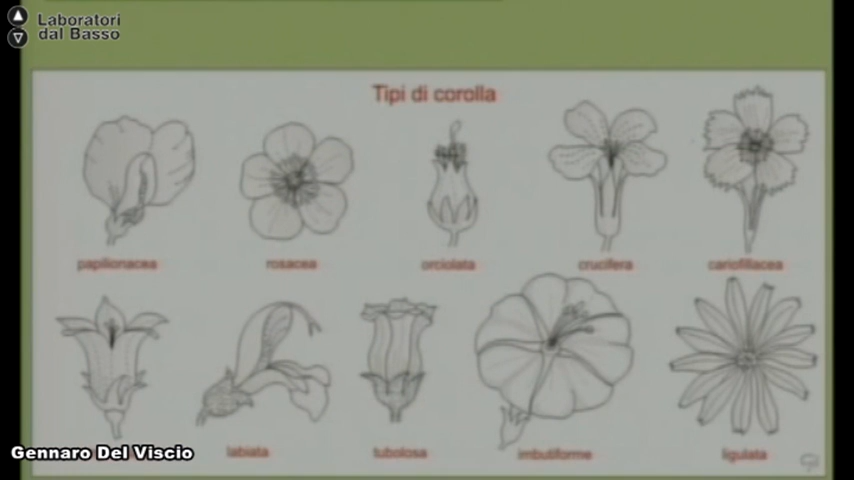 Laboratori
dal Basso
Tipi di corolla
papilionacea
rosacea
orciolata
crucifera
cariofillacea
labiata
tubolosa
imbutiforme
ligulata
Gennaro Del Viscio